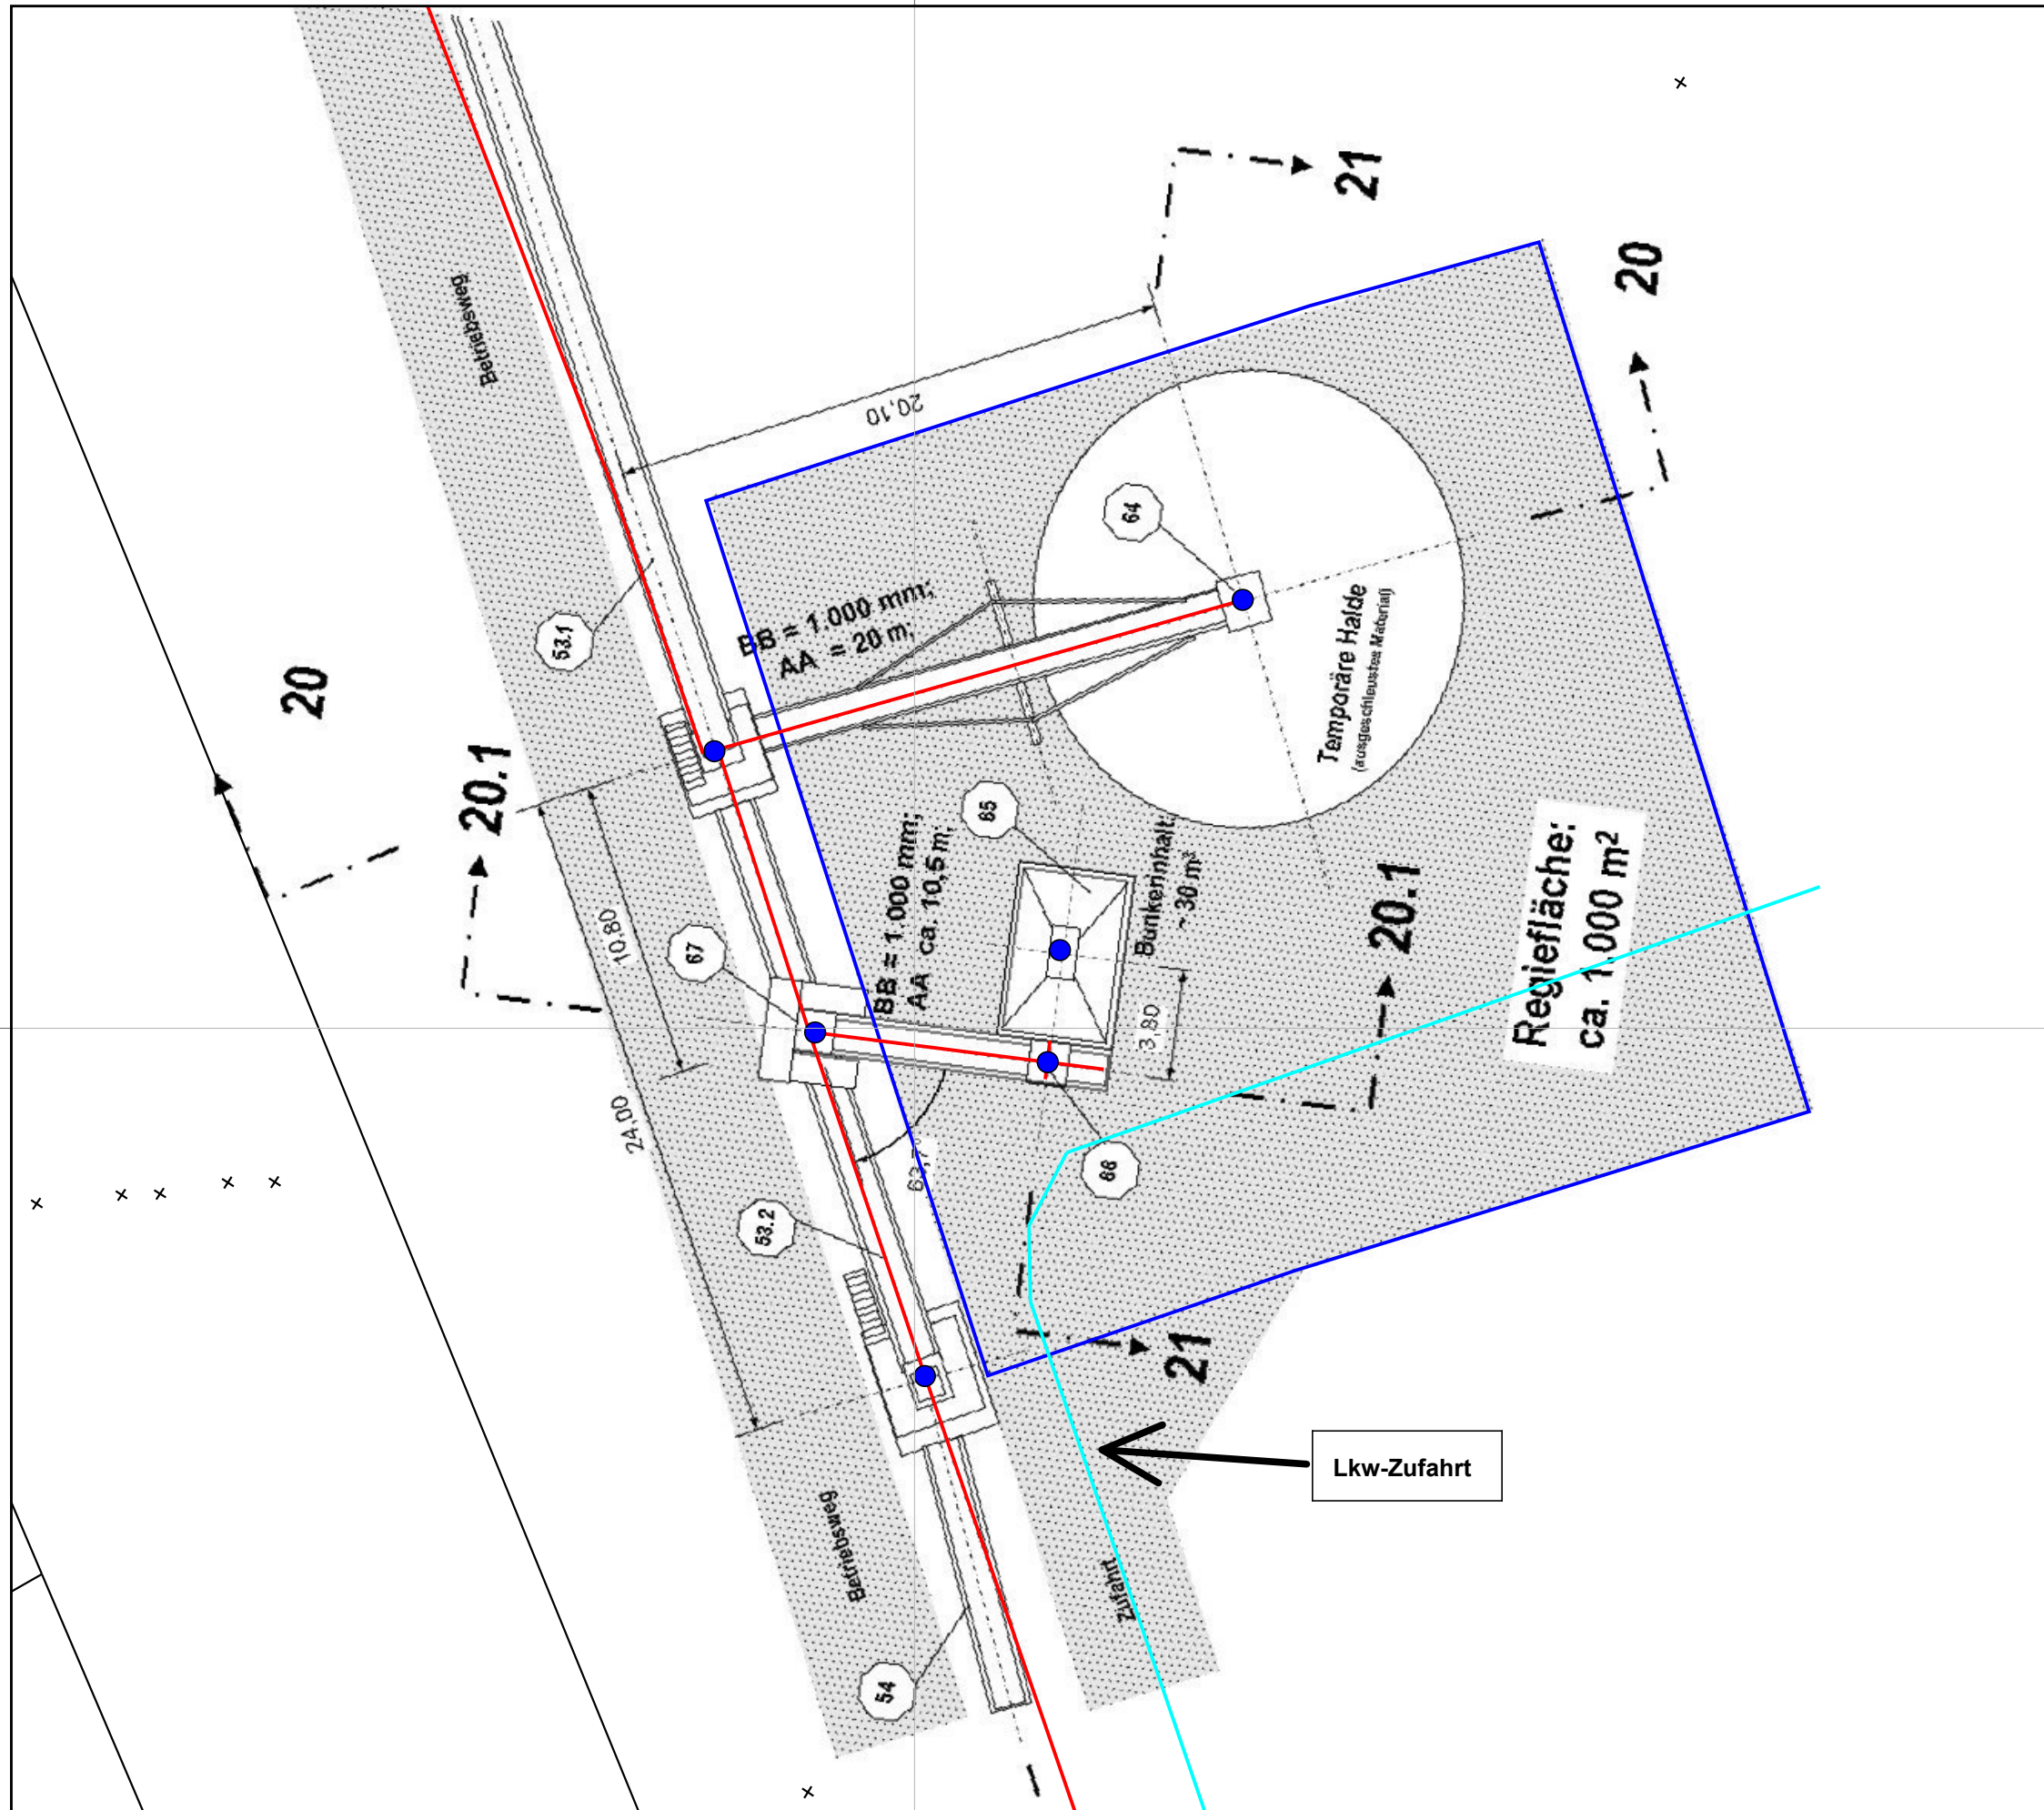 21
20
Betriebsweg
20,10
64
53.1
BB = 1.000 mm;
AA = 20 m;
Temporäre Halde
(ausgeschleustes Material)
20
20.1
65
BB = 1.000 mm;
AA ca. 10,5 m;
Bunkerinhalt:
~ 30 m³
20.1
Regiefläche:
ca. 1.000 m²
10,80
67
3,80
24,00
66
53.2
21
Lkw-Zufahrt
Betriebsweg
Zufahrt
54